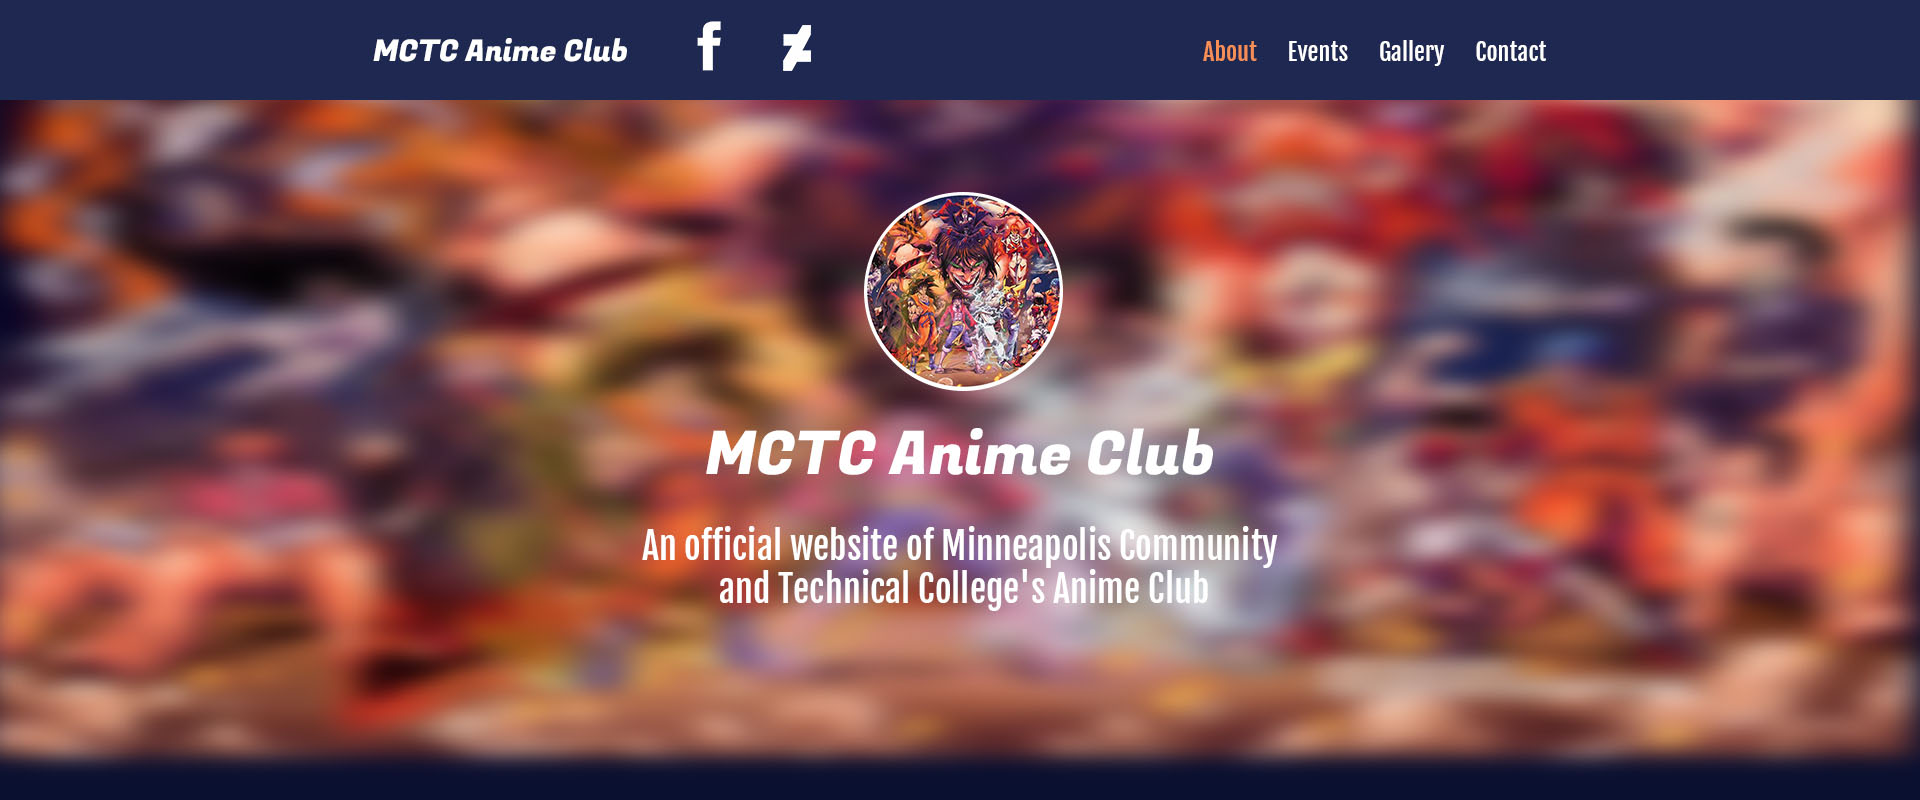 MCTC Anime Club
About Events Gallery Contact
MCTC Anime Club
An official website of Minneapolis Community
and Technical College's Anime Club